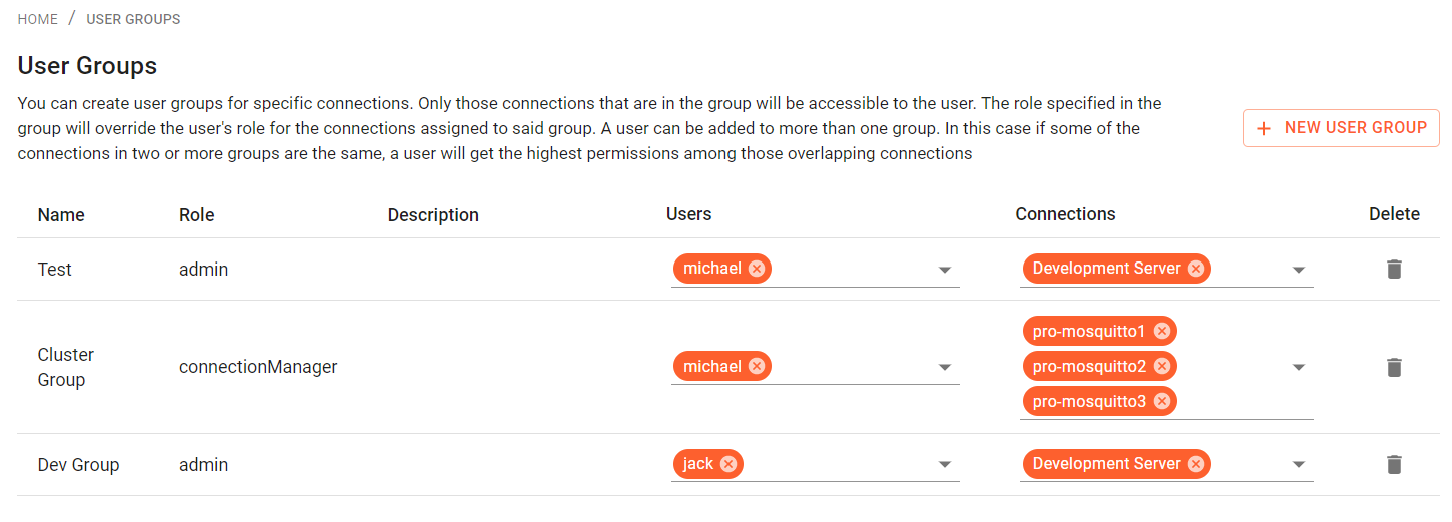 HOME / USER GROUPS
User Groups
You can create user groups for specific connections. Only those connections that are in the group will be accessible to the user. The role specified in the
group will override the user's role for the connections assigned to said group. A user can be added to more than one group. In this case if some of the
connections in two or more groups are the same, a user will get the highest permissions among those overlapping connections
+ NEW USER GROUP
Name Role Description Users Connections Delete
Test admin michael Development Server
Cluster
Group
connectionManager
michael
pro-mosquitto1
pro-mosquitto2
pro-mosquitto3
Dev Group admin jack Development Server